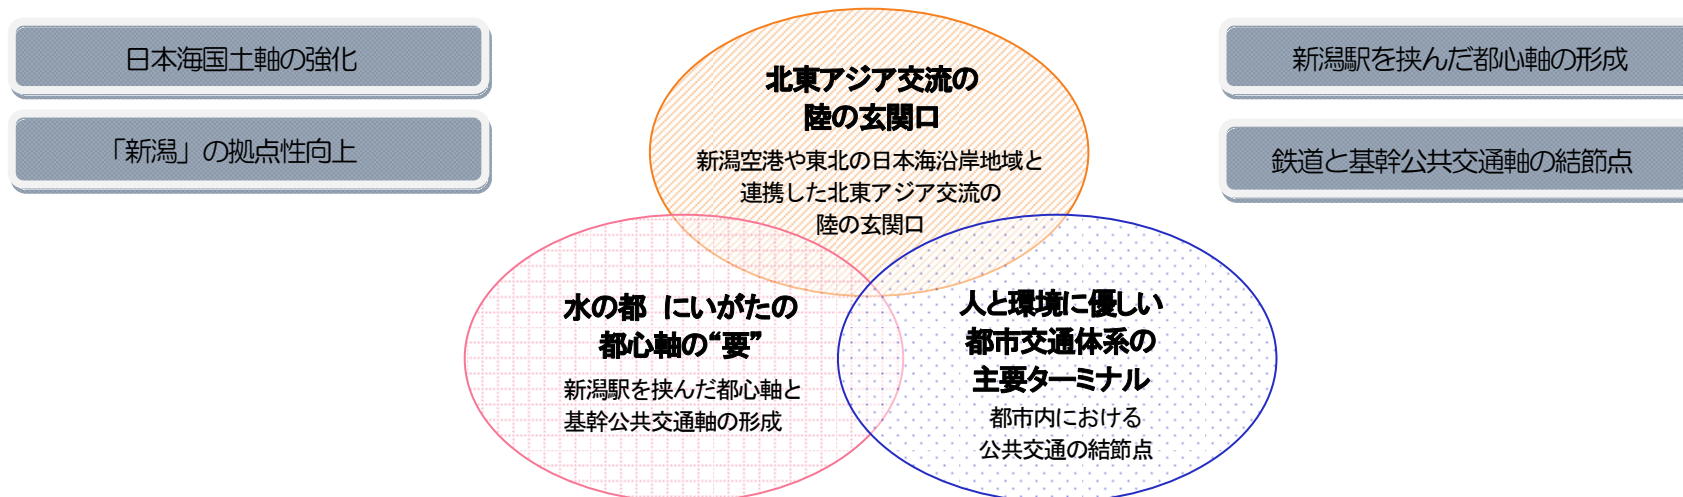 日本海国土軸の強化
「新潟」の拠点性向上
北東アジア交流の
陸の玄関口
新潟空港や東北の日本海沿岸地域と
連携した北東アジア交流の
陸の玄関口
新潟駅を挟んだ都心軸の形成
鉄道と基幹公共交通軸の結節点
水の都　にいがたの
都心軸の“要”
新潟駅を挟んだ都心軸と
基幹公共交通軸の形成
人と環境に優しい
都市交通体系の
主要ターミナル
都市内における
公共交通の結節点